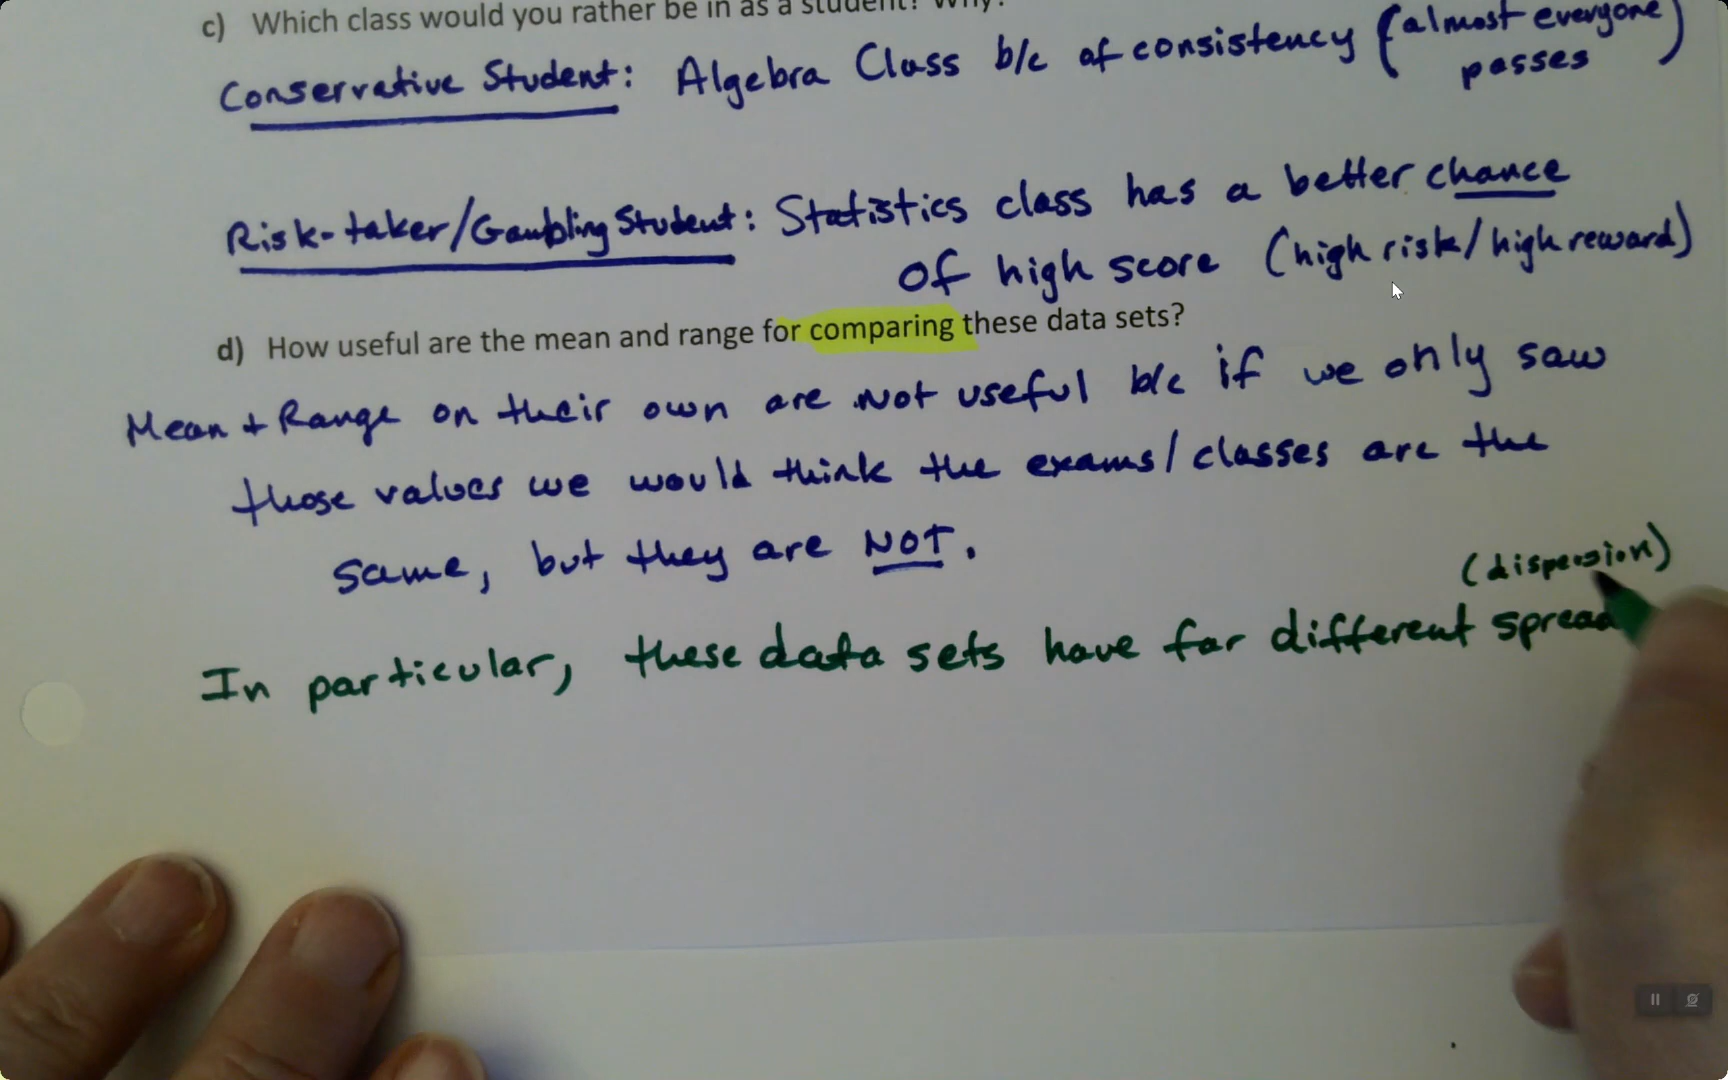 c) Which class would you rather be in as a student? Why?
Conservative Student: Algebra Class b/c of consistency (almost everyone passes)
Risk-taker/Gambling Student: Statistics class has a better chance
of high score (high risk/high reward)
d) How useful are the mean and range for comparing these data sets?
Mean + Range on their own are not useful b/c if we only saw
those values we would think the exams/classes are the
same, but they are NOT.
(dispersion)
In particular, these data sets have far different spread